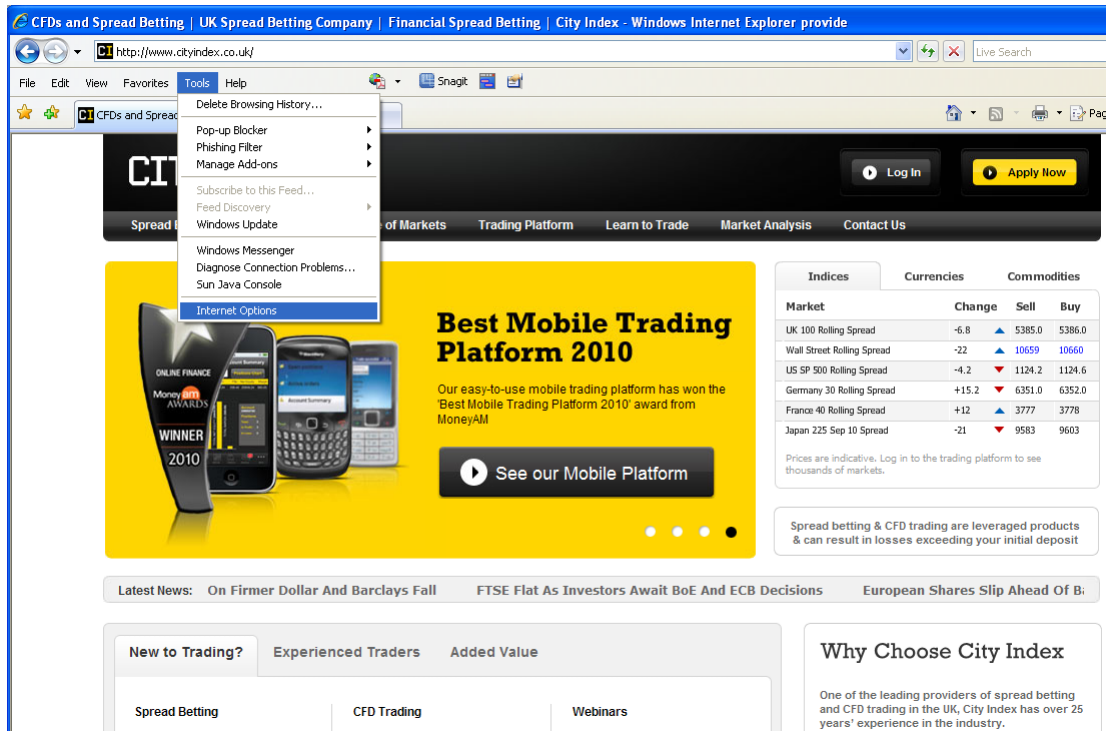 CFDs and Spread Betting | UK Spread Betting Company | Financial Spread Betting | City Index - Windows Internet Explorer provide
CI http://www.cityindex.co.uk/
Live Search
File Edit View Favorites Tools Help
Snagit
CI CFDs and Spread
Pag
Delete Browsing History...
Pop-up Blocker
Phishing Filter
Manage Add-ons
Subscribe to this Feed...
Feed Discovery
Windows Update
Windows Messenger
Diagnose Connection Problems...
Sun Java Console
Internet Options
CIT
Log In
Apply Now
Spread of Markets Trading Platform Learn to Trade Market Analysis Contact Us
ONLINE FINANCE
Money am
AWARDS
WINNER
2010
BlackBerry
Account Summary
Best Mobile Trading
Platform 2010
Our easy-to-use mobile trading platform has won the
'Best Mobile Trading Platform 2010' award from
MoneyAM
See our Mobile Platform
Indices Currencies Commodities
Market Change Sell Buy
UK 100 Rolling Spread -6.8 5385.0 5386.0
Wall Street Rolling Spread -22 10659 10660
US SP 500 Rolling Spread -4.2 1124.2 1124.6
Germany 30 Rolling Spread +15.2 6351.0 6352.0
France 40 Rolling Spread +12 3777 3778
Japan 225 Sep 10 Spread -21 9583 9603
Prices are indicative. Log in to the trading platform to see
thousands of markets.
Spread betting & CFD trading are leveraged products
& can result in losses exceeding your initial deposit
Latest News: On Firmer Dollar And Barclays Fall FTSE Flat As Investors Await BoE And ECB Decisions European Shares Slip Ahead Of Ba
New to Trading? Experienced Traders Added Value
Spread Betting CFD Trading Webinars
Why Choose City Index
One of the leading providers of spread betting
and CFD trading in the UK, City Index has over 25
years' experience in the industry.